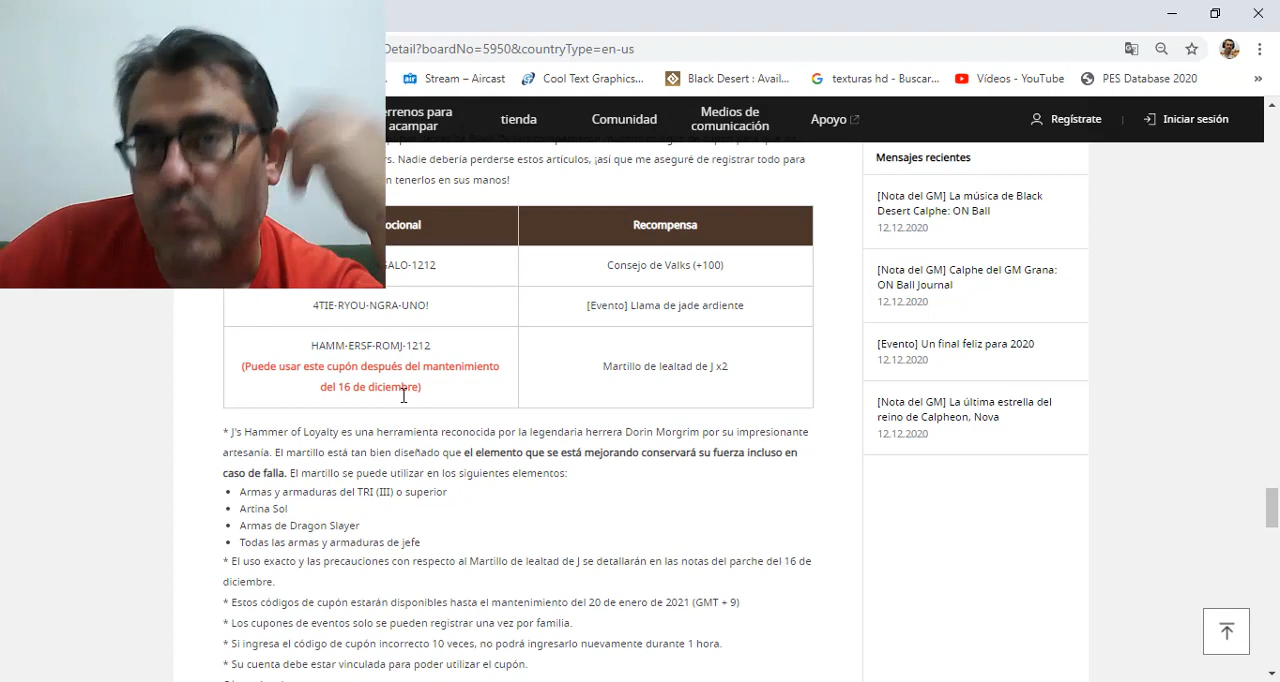 Detail?boardNo=5950&countryType=en-us
Stream – Aircast
Cool Text Graphics...
Black Desert : Avail...
texturas hd - Buscar...
Vídeos - YouTube
PES Database 2020
»
terrenos para
acampar
tienda
Comunidad
Medios de
comunicación
Apoyo
Regístrate
Iniciar sesión
rs. Nadie debería perderse estos artículos, ¡así que me aseguré de registrar todo para
n tenerlos en sus manos!
ocional
Recompensa
GALO-1212
Consejo de Valks (+100)
4TIE-RYOU-NGRA-UNO!
[Evento] Llama de jade ardiente
HAMM-ERSF-ROMJ-1212
(Puede usar este cupón después del mantenimiento
del 16 de diciembre)
Martillo de lealtad de J x2
* J's Hammer of Loyalty es una herramienta reconocida por la legendaria herrera Dorin Morgrim por su impresionante
artesanía. El martillo está tan bien diseñado que el elemento que se está mejorando conservará su fuerza incluso en
caso de falla. El martillo se puede utilizar en los siguientes elementos:
• Armas y armaduras del TRI (III) o superior
• Artina Sol
• Armas de Dragon Slayer
• Todas las armas y armaduras de jefe
* El uso exacto y las precauciones con respecto al Martillo de lealtad de J se detallarán en las notas del parche del 16 de
diciembre.
* Estos códigos de cupón estarán disponibles hasta el mantenimiento del 20 de enero de 2021 (GMT + 9)
* Los cupones de eventos solo se pueden registrar una vez por familia.
* Si ingresa el código de cupón incorrecto 10 veces, no podrá ingresarlo nuevamente durante 1 hora.
* Su cuenta debe estar vinculada para poder utilizar el cupón.
Mensajes recientes
[Nota del GM] La música de Black
Desert Calphe: ON Ball
12.12.2020
[Nota del GM] Calphe del GM Grana:
ON Ball Journal
12.12.2020
[Evento] Un final feliz para 2020
12.12.2020
[Nota del GM] La última estrella del
reino de Calpheon, Nova
12.12.2020